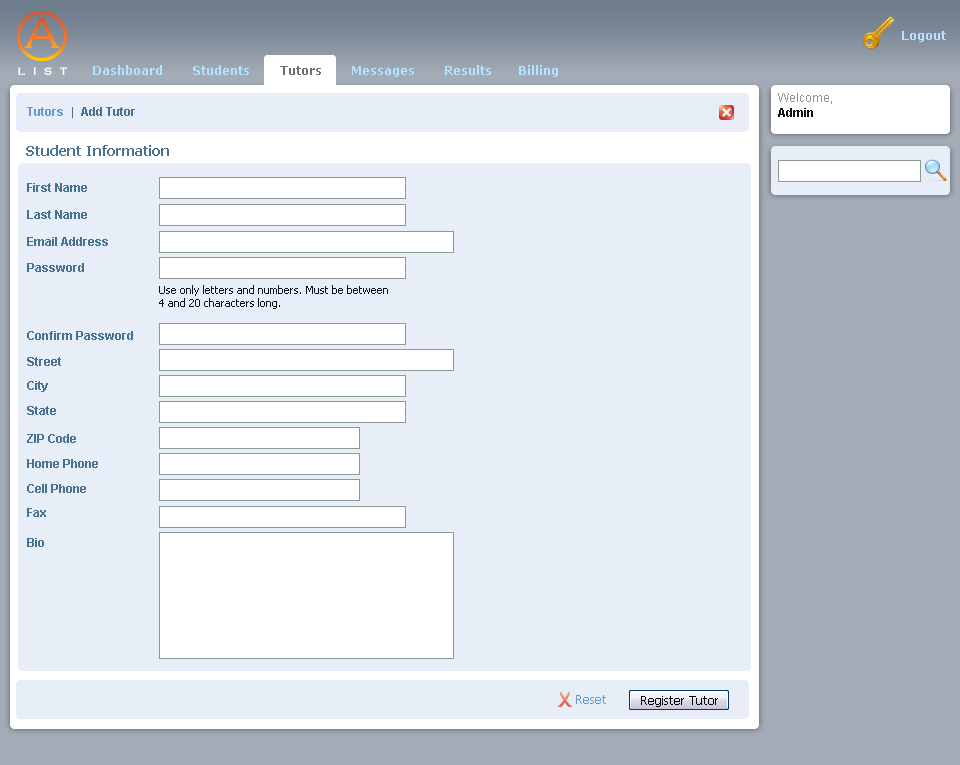 A
LIST
Logout
Dashboard Students Tutors Messages Results Billing
Welcome,
Admin
Tutors | Add Tutor
Student Information
First Name
Last Name
Email Address
Password
Use only letters and numbers. Must be between
4 and 20 characters long.
Confirm Password
Street
City
State
ZIP Code
Home Phone
Cell Phone
Fax
Bio
Reset
Register Tutor